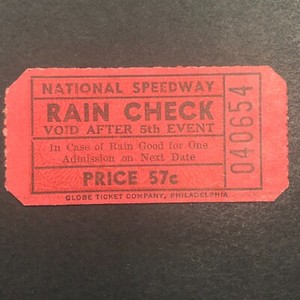 NATIONAL SPEEDWAY
RAIN CHECK
VOID AFTER 5th EVENT
In Case of Rain Good for One
Admission on Next Date
PRICE 57c
GLOBE TICKET COMPANY, PHILADELPHIA
040654